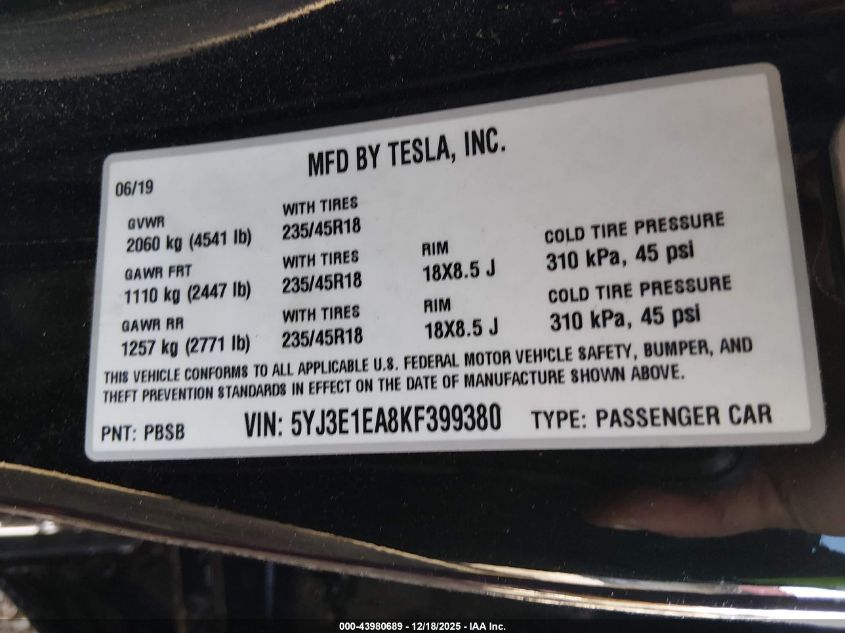 MFD BY TESLA, INC.
06/19
GVWR
2060 kg (4541 lb)
WITH TIRES
235/45R18
GAWR FRT
1110 kg (2447 lb)
WITH TIRES
235/45R18
RIM
18X8.5 J
COLD TIRE PRESSURE
310 kPa, 45 psi
GAWR RR
1257 kg (2771 lb)
WITH TIRES
235/45R18
RIM
18X8.5 J
COLD TIRE PRESSURE
310 kPa, 45 psi
THIS VEHICLE CONFORMS TO ALL APPLICABLE U.S. FEDERAL MOTOR VEHICLE SAFETY, BUMPER, AND
THEFT PREVENTION STANDARDS IN EFFECT ON THE DATE OF MANUFACTURE SHOWN ABOVE.
PNT: PBSB VIN: 5YJ3E1EA8KF399380 TYPE: PASSENGER CAR
000-43980689 - 12/18/2025 - IAA Inc.